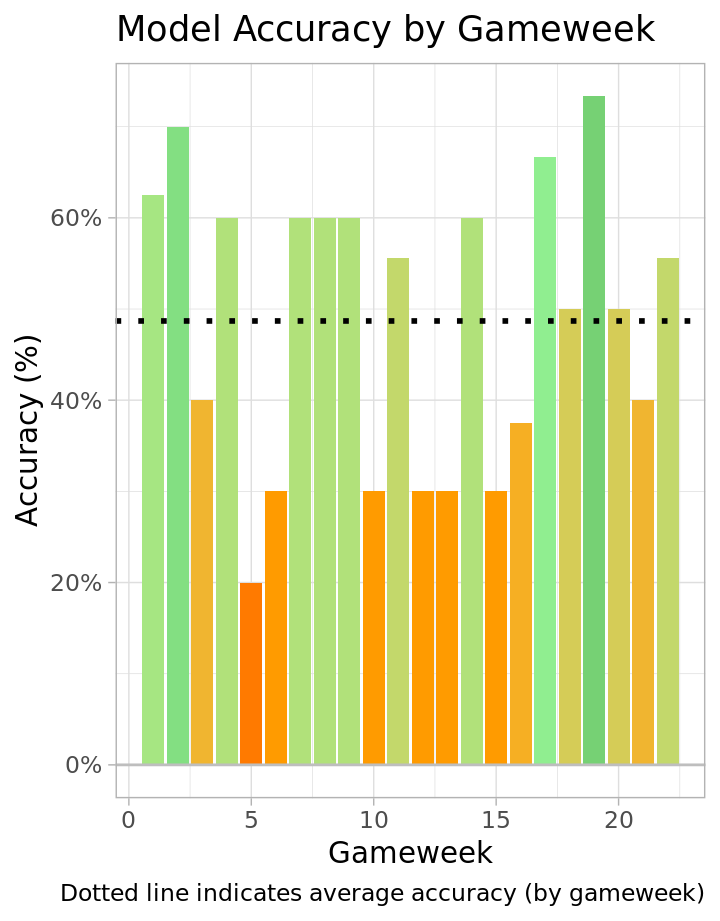 Model Accuracy by Gameweek
Accuracy (%)
60%
40%
20%
0%
0 5 10 15 20
Gameweek
Dotted line indicates average accuracy (by gameweek)